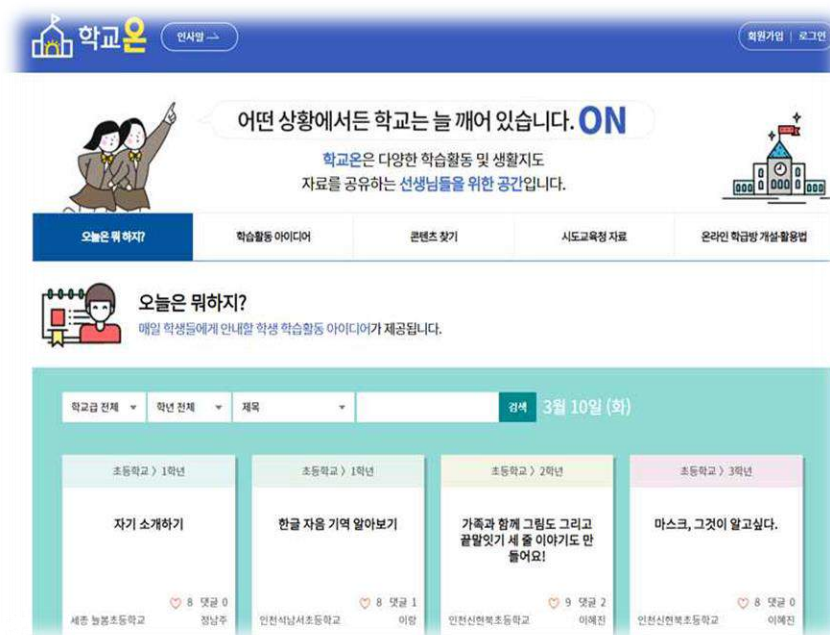 학교온 인사말 → 회원가입 | 로그인
어떤 상황에서든 학교는 늘 깨어 있습니다. ON
학교온은 다양한 학습활동 및 생활지도
자료를 공유하는 선생님들을 위한 공간입니다.
오늘은 뭐 하지? 학습활동 아이디어 콘텐츠 찾기 시도교육청 자료 온라인 학급방 개설·활용법
오늘은 뭐하지?
매일 학생들에게 안내할 학생 학습활동 아이디어가 제공됩니다.
학교급 전체 학년 전체 제목 검색 3월 10일 (화)
초등학교 > 1학년 초등학교 > 1학년 초등학교 > 2학년 초등학교 > 3학년
자기 소개하기 한글 자음 기역 알아보기 가족과 함께 그림도 그리고 마스크, 그것이 알고싶다.
끝말잇기 세 줄 이야기도 만
들어요!
♡ 8 댓글 0 ♡ 8 댓글 1 ♡ 9 댓글 2 ♡ 8 댓글 0
세종 늘봄초등학교 정남주 인천석남서초등학교 이랑 인천신현북초등학교 이혜진 인천신현북초등학교 이혜진